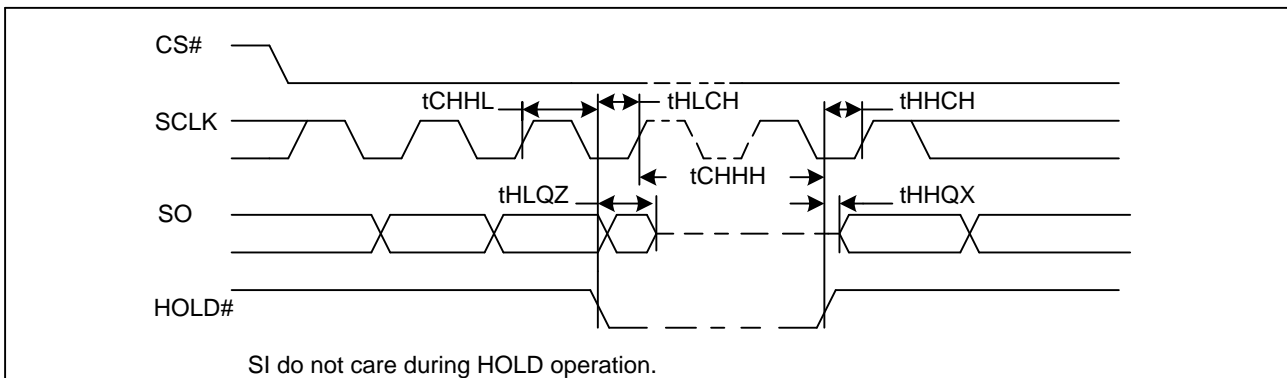 CS#
tCHHL
tHLCH
tHHCH
SCLK
tCHHH
tHLQZ
tHHQX
SO
HOLD#
SI do not care during HOLD operation.